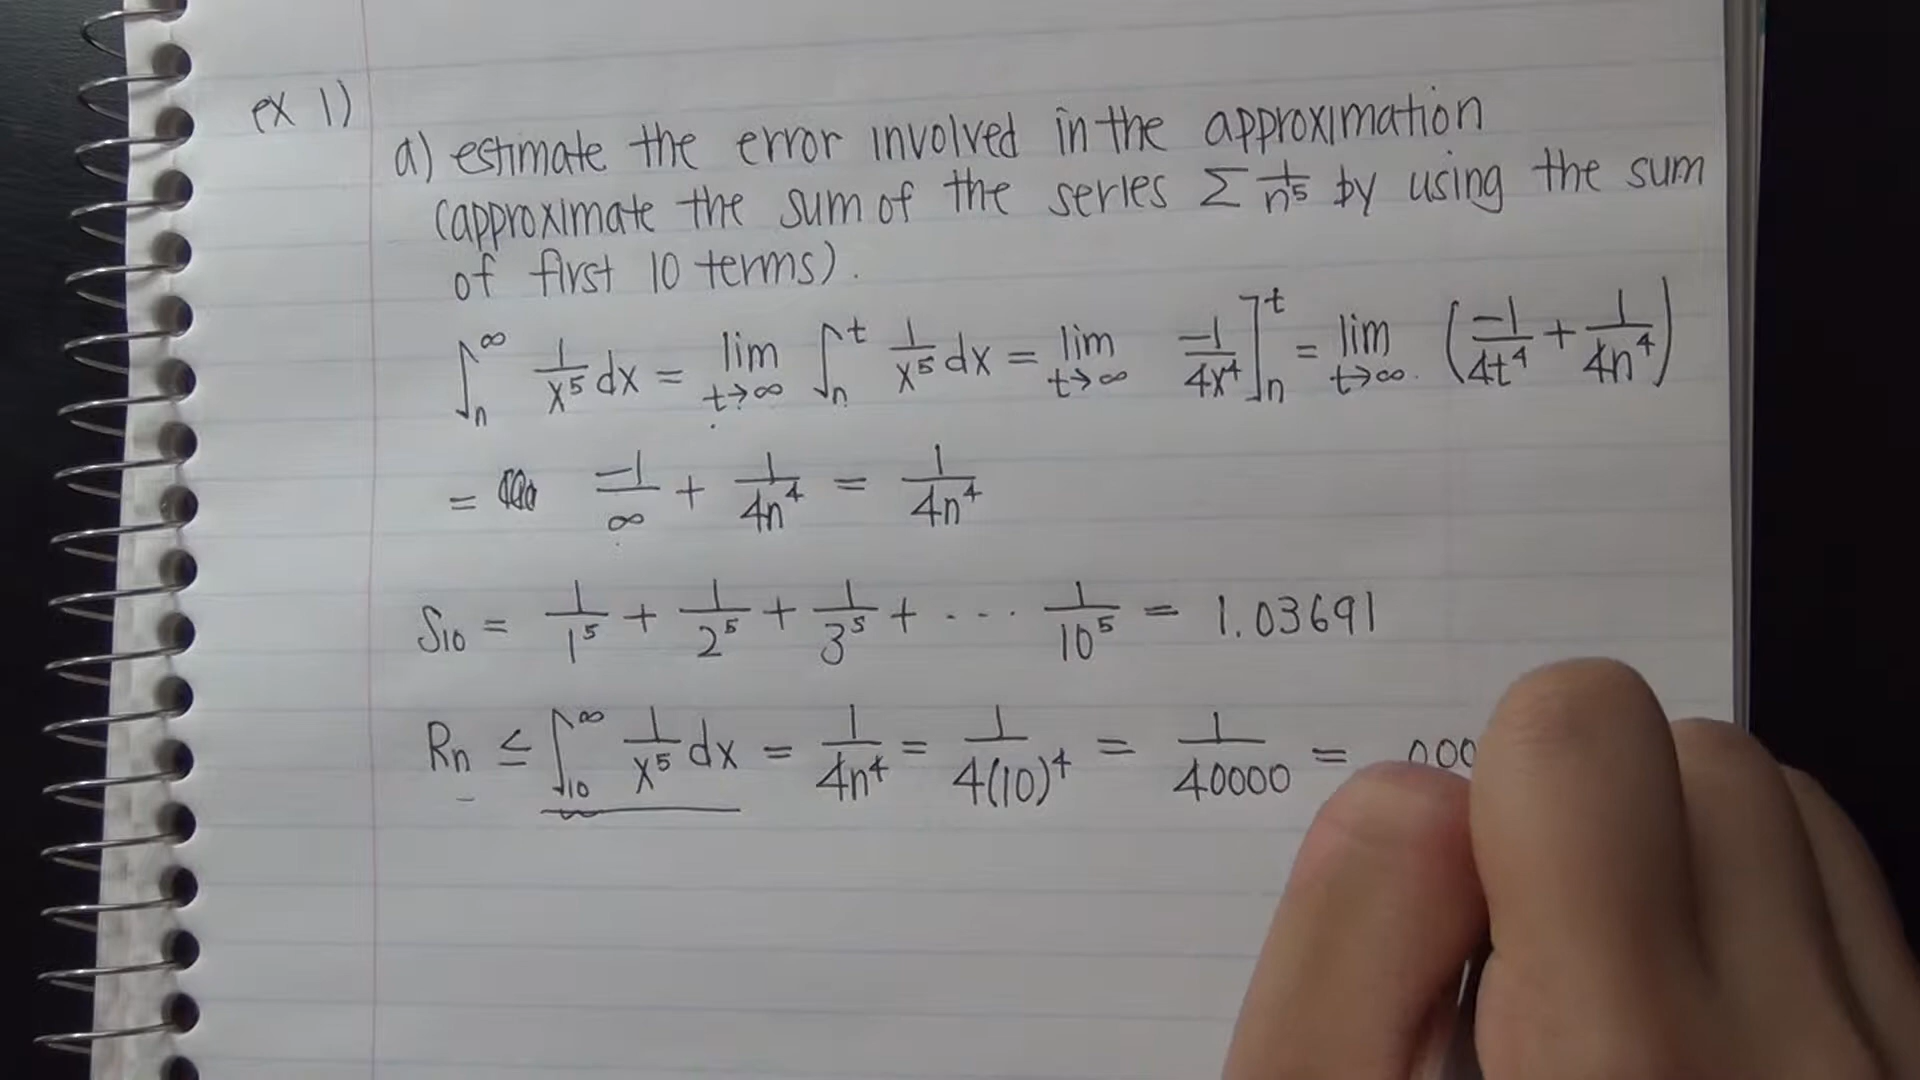 ex 1)
a) estimate the error involved in the approximation
(approximate the sum of the series Σ 1/n⁵ by using the sum
of first 10 terms).
∫ₙ^∞ 1/x⁵ dx = lim t→∞ ∫ₙ^t 1/x⁵ dx = lim t→∞ -1/4x⁴ ]ₙ^t = lim t→∞ (-1/4t⁴ + 1/4n⁴)
= -1/∞ + 1/4n⁴ = 1/4n⁴
S₁₀ = 1/1⁵ + 1/2⁵ + 1/3⁵ + ... 1/10⁵ = 1.03691
Rn ≤ ∫₁₀^∞ 1/x⁵ dx = 1/4n⁴ = 1/4(10)⁴ = 1/40000 = .000